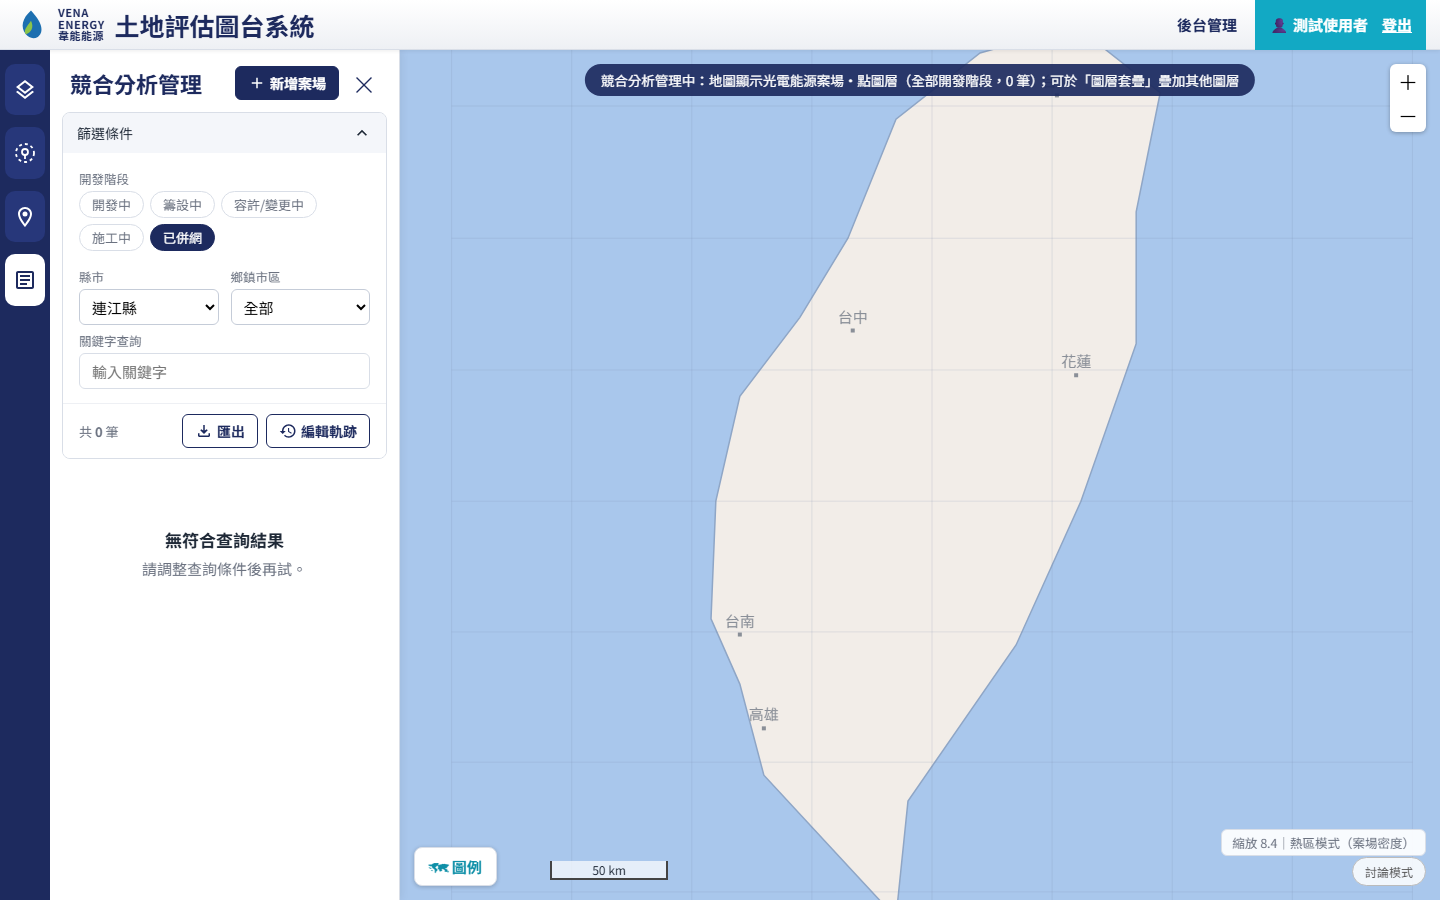 VENA
ENERGY
韋能能源
土地評估圖台系統
後台管理
測試使用者
登出
競合分析管理
新增案場
篩選條件
開發階段
開發中
籌設中
容許/變更中
施工中
已併網
縣市
鄉鎮市區
連江縣
全部
關鍵字查詢
輸入關鍵字
共 0 筆
匯出
編輯軌跡
無符合查詢結果
請調整查詢條件後再試。
競合分析管理中：地圖顯示光電能源案場・點圖層（全部開發階段，0 筆）；可於「圖層套疊」疊加其他圖層
台中
花蓮
台南
高雄
圖例
50 km
縮放 8.4｜熱區模式（案場密度）
討論模式